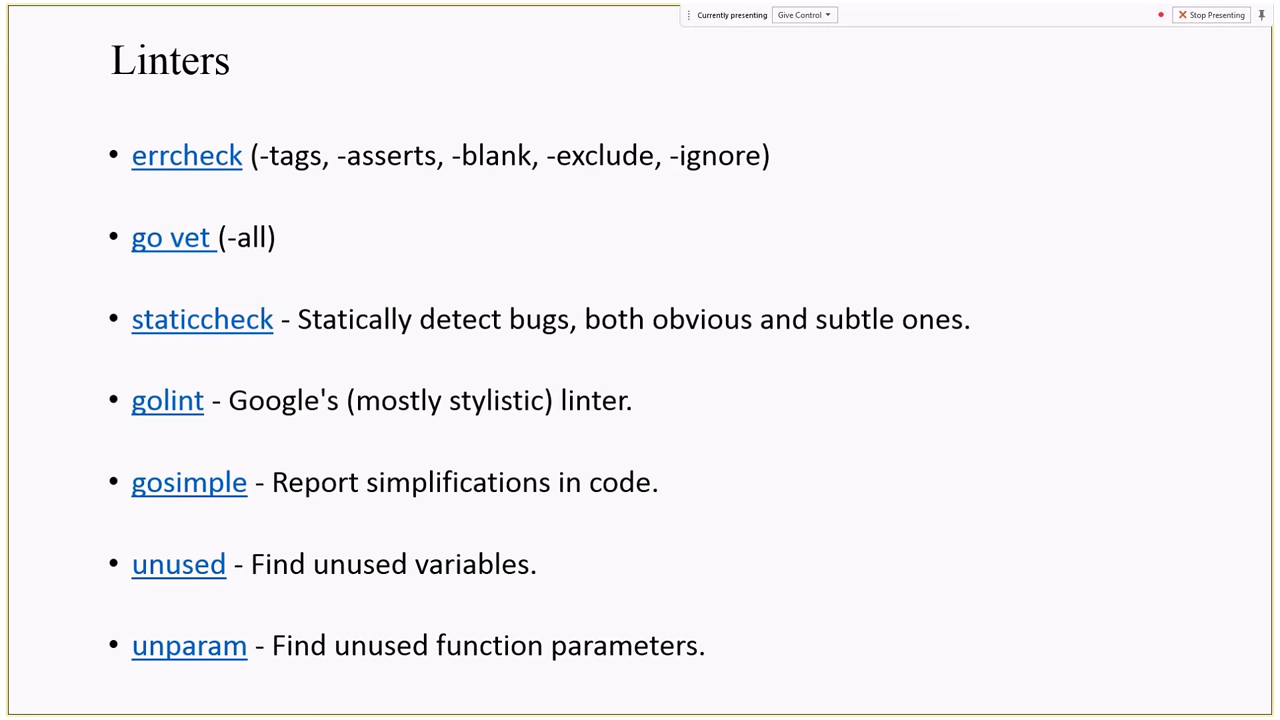 Currently presenting Give Control Stop Presenting
Linters
• errcheck (-tags, -asserts, -blank, -exclude, -ignore)
• go vet (-all)
• staticcheck - Statically detect bugs, both obvious and subtle ones.
• golint - Google's (mostly stylistic) linter.
• gosimple - Report simplifications in code.
• unused - Find unused variables.
• unparam - Find unused function parameters.